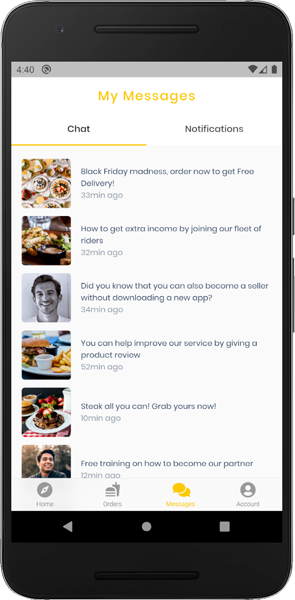 4:40
My Messages
Chat
Notifications
Black Friday madness, order now to get Free
Delivery!
33min ago
How to get extra income by joining our fleet of
riders
32min ago
Did you know that you can also become a seller
without downloading a new app?
34min ago
You can help improve our service by giving a
product review
52min ago
Steak all you can! Grab yours now!
10min ago
Free training on how to become our partner
12min ago
Home
Orders
Messages
Account